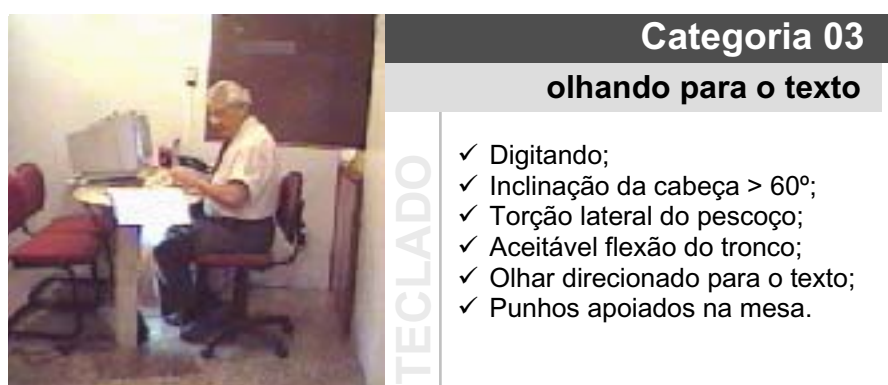 Categoria 03
olhando para o texto
TECLADO
✓ Digitando;
✓ Inclinação da cabeça > 60º;
✓ Torção lateral do pescoço;
✓ Aceitável flexão do tronco;
✓ Olhar direcionado para o texto;
✓ Punhos apoiados na mesa.